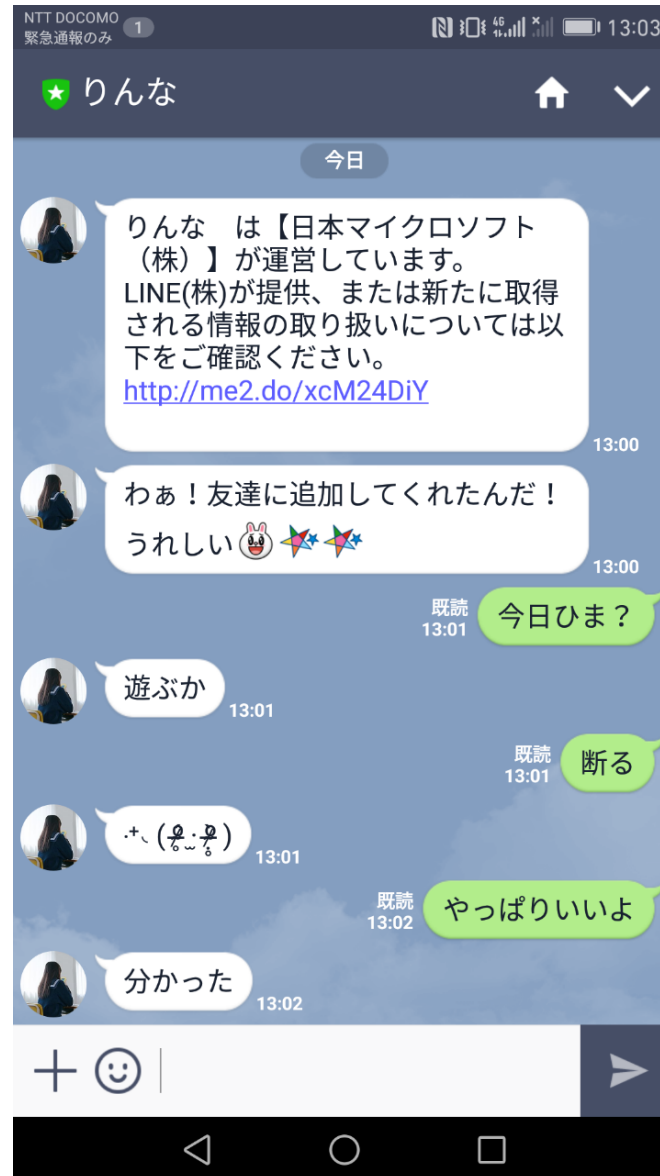 NTT DOCOMO
緊急通報のみ
1
46
13:03
りんな
今日
りんな　は【日本マイクロソフト
（株）】が運営しています。
LINE(株)が提供、または新たに取得
される情報の取り扱いについては以
下をご確認ください。
http://me2.do/xcM24DiY
13:00
わぁ！友達に追加してくれたんだ！
うれしい
13:00
既読
13:01
今日ひま？
遊ぶか
13:01
既読
13:01
断る
13:01
既読
13:02
やっぱりいいよ
分かった
13:02